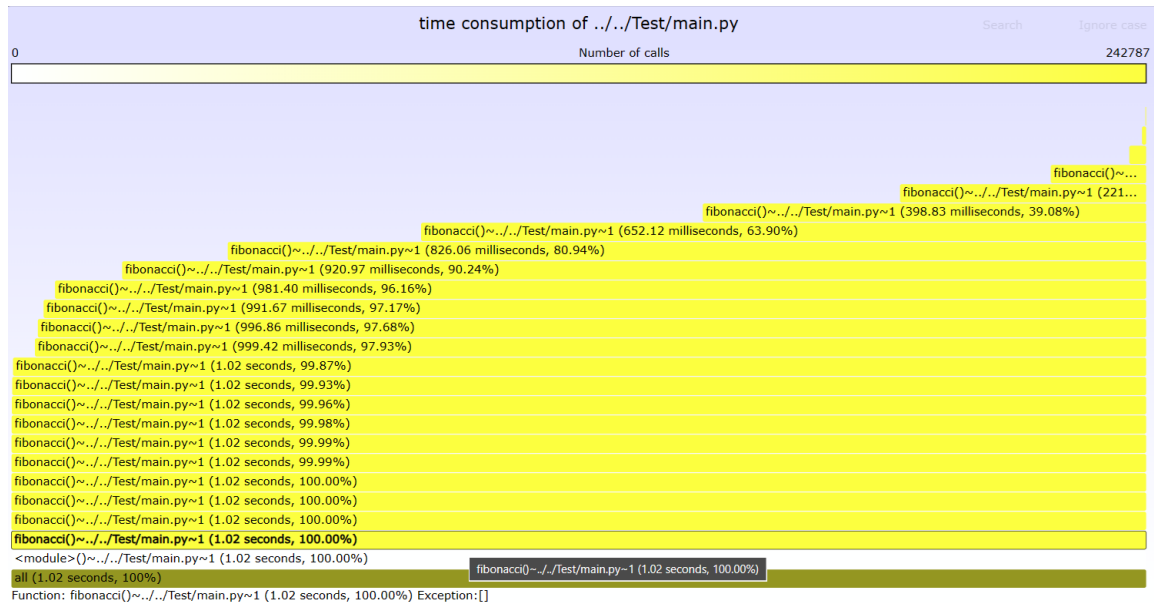 time consumption of ../../Test/main.py
Search
Ignore case
0
Number of calls
242787
fibonacci()~...
fibonacci()~../../Test/main.py~1 (221...
fibonacci()~../../Test/main.py~1 (398.83 milliseconds, 39.08%)
fibonacci()~../../Test/main.py~1 (652.12 milliseconds, 63.90%)
fibonacci()~../../Test/main.py~1 (826.06 milliseconds, 80.94%)
fibonacci()~../../Test/main.py~1 (920.97 milliseconds, 90.24%)
fibonacci()~../../Test/main.py~1 (981.40 milliseconds, 96.16%)
fibonacci()~../../Test/main.py~1 (991.67 milliseconds, 97.17%)
fibonacci()~../../Test/main.py~1 (996.86 milliseconds, 97.68%)
fibonacci()~../../Test/main.py~1 (999.42 milliseconds, 97.93%)
fibonacci()~../../Test/main.py~1 (1.02 seconds, 99.87%)
fibonacci()~../../Test/main.py~1 (1.02 seconds, 99.93%)
fibonacci()~../../Test/main.py~1 (1.02 seconds, 99.96%)
fibonacci()~../../Test/main.py~1 (1.02 seconds, 99.98%)
fibonacci()~../../Test/main.py~1 (1.02 seconds, 99.99%)
fibonacci()~../../Test/main.py~1 (1.02 seconds, 99.99%)
fibonacci()~../../Test/main.py~1 (1.02 seconds, 100.00%)
fibonacci()~../../Test/main.py~1 (1.02 seconds, 100.00%)
fibonacci()~../../Test/main.py~1 (1.02 seconds, 100.00%)
fibonacci()~../../Test/main.py~1 (1.02 seconds, 100.00%)
<module>()~../../Test/main.py~1 (1.02 seconds, 100.00%)
fibonacci()~../../Test/main.py~1 (1.02 seconds, 100.00%)
all (1.02 seconds, 100%)
Function: fibonacci()~../../Test/main.py~1 (1.02 seconds, 100.00%) Exception:[]